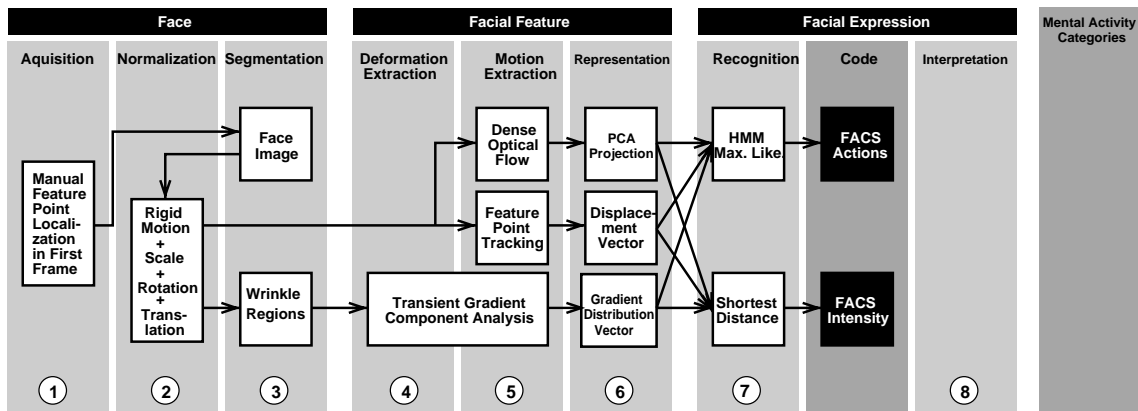 Face
Facial Feature
Facial Expression
Mental Activity
Categories
Aquisition
Normalization
Segmentation
Deformation
Extraction
Motion
Extraction
Representation
Recognition
Code
Interpretation
Manual
Feature
Point
Locali-
zation
in First
Frame
Rigid
Motion
+
Scale
+
Rotation
+
Trans-
lation
Face
Image
Wrinkle
Regions
Dense
Optical
Flow
Feature
Point
Tracking
Transient Gradient
Component Analysis
PCA
Projection
Displace-
ment
Vector
Gradient
Distribution
Vector
HMM
Max. Like.
Shortest
Distance
FACS
Actions
FACS
Intensity
1
2
3
4
5
6
7
8